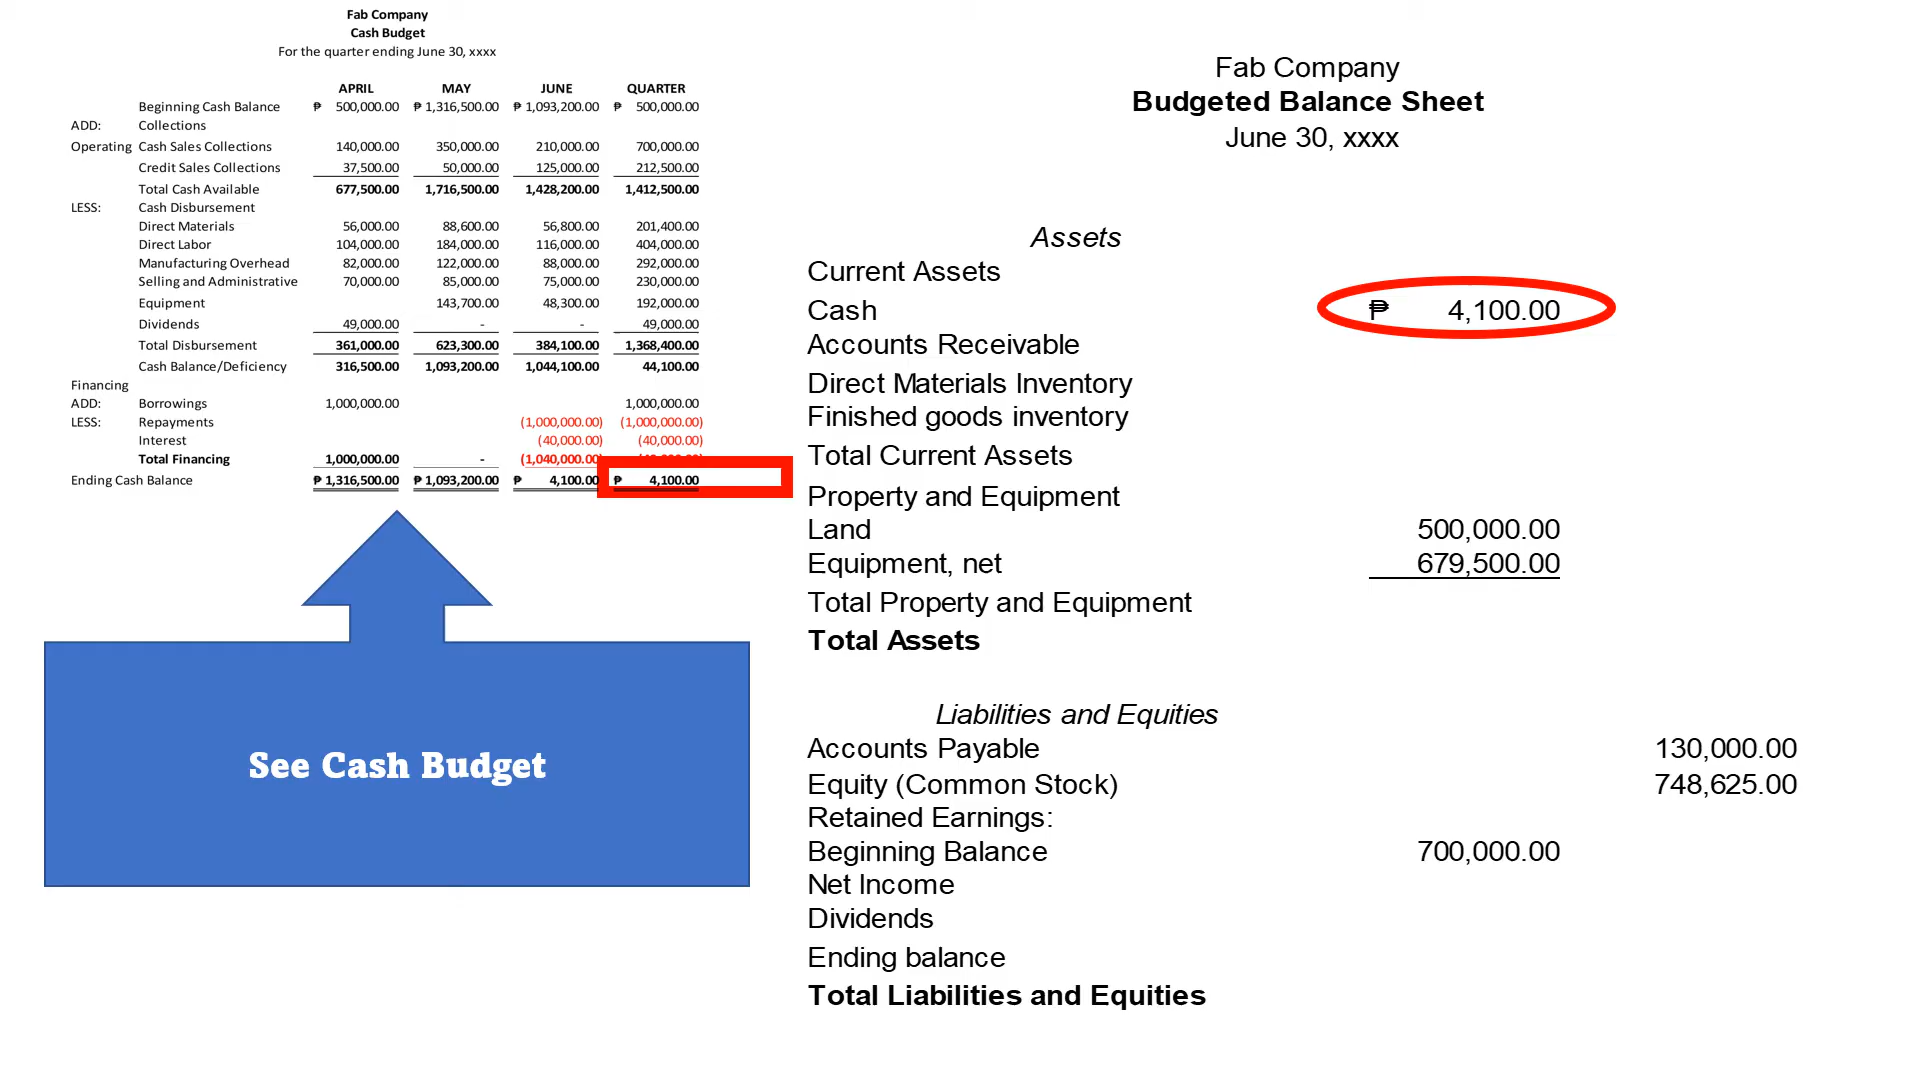 Fab Company
Cash Budget
For the quarter ending June 30, xxxx
APRIL MAY JUNE QUARTER
Beginning Cash Balance ₱ 500,000.00 ₱ 1,316,500.00 ₱ 1,093,200.00 ₱ 500,000.00
ADD: Collections
Operating Cash Sales Collections 140,000.00 350,000.00 210,000.00 700,000.00
Credit Sales Collections 37,500.00 50,000.00 125,000.00 212,500.00
Total Cash Available 677,500.00 1,716,500.00 1,428,200.00 1,412,500.00
LESS: Cash Disbursement
Direct Materials 56,000.00 88,600.00 56,800.00 201,400.00
Direct Labor 104,000.00 184,000.00 116,000.00 404,000.00
Manufacturing Overhead 82,000.00 122,000.00 88,000.00 292,000.00
Selling and Administrative 70,000.00 85,000.00 75,000.00 230,000.00
Equipment 143,700.00 48,300.00 192,000.00
Dividends 49,000.00 - - 49,000.00
Total Disbursement 361,000.00 623,300.00 384,100.00 1,368,400.00
Cash Balance/Deficiency 316,500.00 1,093,200.00 1,044,100.00 44,100.00
Financing
ADD: Borrowings 1,000,000.00 1,000,000.00
LESS: Repayments (1,000,000.00) (1,000,000.00)
Interest (40,000.00) (40,000.00)
Total Financing 1,000,000.00 - (1,040,000.00)
Ending Cash Balance ₱ 1,316,500.00 ₱ 1,093,200.00 ₱ 4,100.00 ₱ 4,100.00
See Cash Budget
Fab Company
Budgeted Balance Sheet
June 30, xxxx
Assets
Current Assets
Cash ₱ 4,100.00
Accounts Receivable
Direct Materials Inventory
Finished goods inventory
Total Current Assets
Property and Equipment
Land 500,000.00
Equipment, net 679,500.00
Total Property and Equipment
Total Assets
Liabilities and Equities
Accounts Payable 130,000.00
Equity (Common Stock) 748,625.00
Retained Earnings:
Beginning Balance 700,000.00
Net Income
Dividends
Ending balance
Total Liabilities and Equities